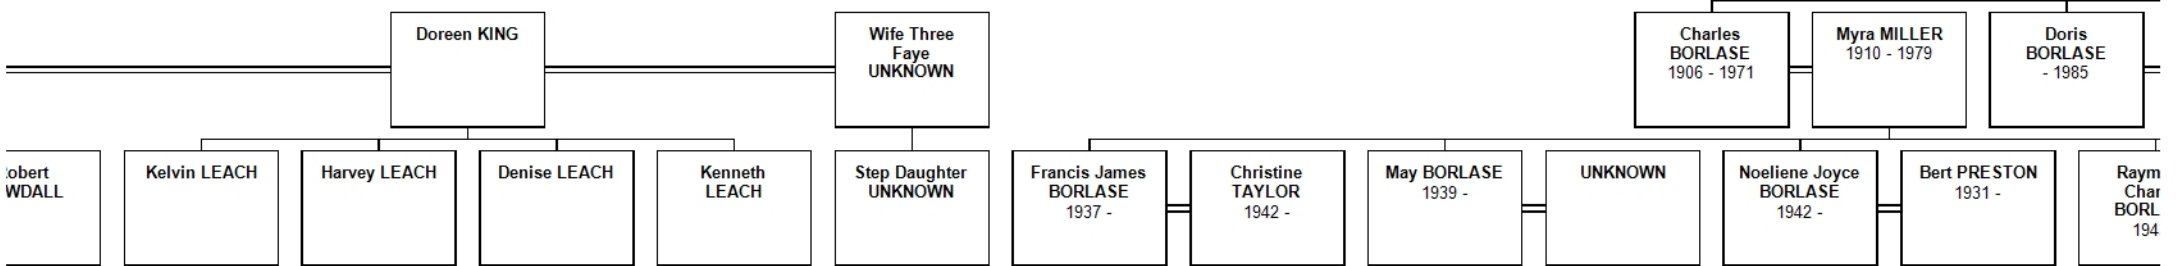 Doreen KING
Wife Three
Faye
UNKNOWN
Charles
BORLASE
1906 - 1971
Myra MILLER
1910 - 1979
Doris
BORLASE
- 1985
Kelvin LEACH
Harvey LEACH
Denise LEACH
Kenneth
LEACH
Step Daughter
UNKNOWN
Francis James
BORLASE
1937 -
Christine
TAYLOR
1942 -
May BORLASE
1939 -
UNKNOWN
Noeliene Joyce
BORLASE
1942 -
Bert PRESTON
1931 -